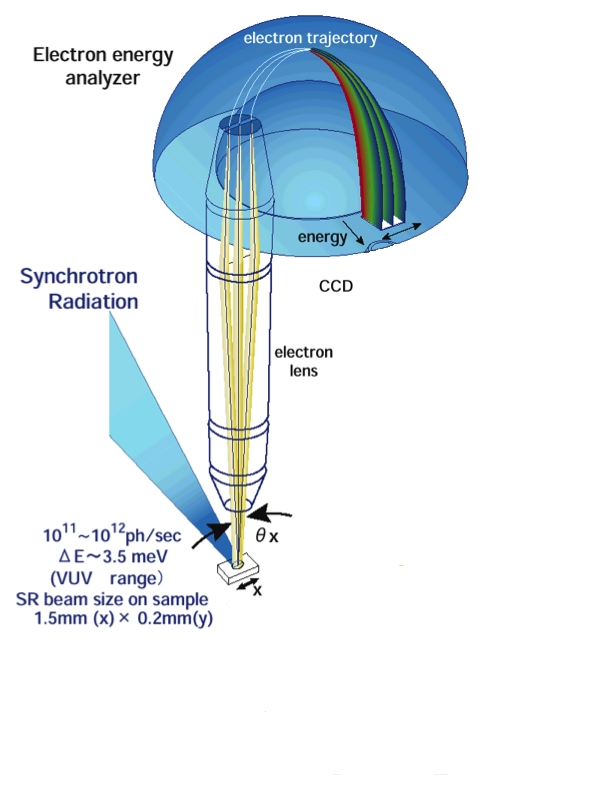 electron trajectory
Electron energy
analyzer
energy
CCD
Synchrotron
Radiation
electron
lens
10¹¹~10¹²ph/sec
θx
ΔE~3.5 meV
(VUV range)
x
SR beam size on sample
1.5mm (x) × 0.2mm(y)